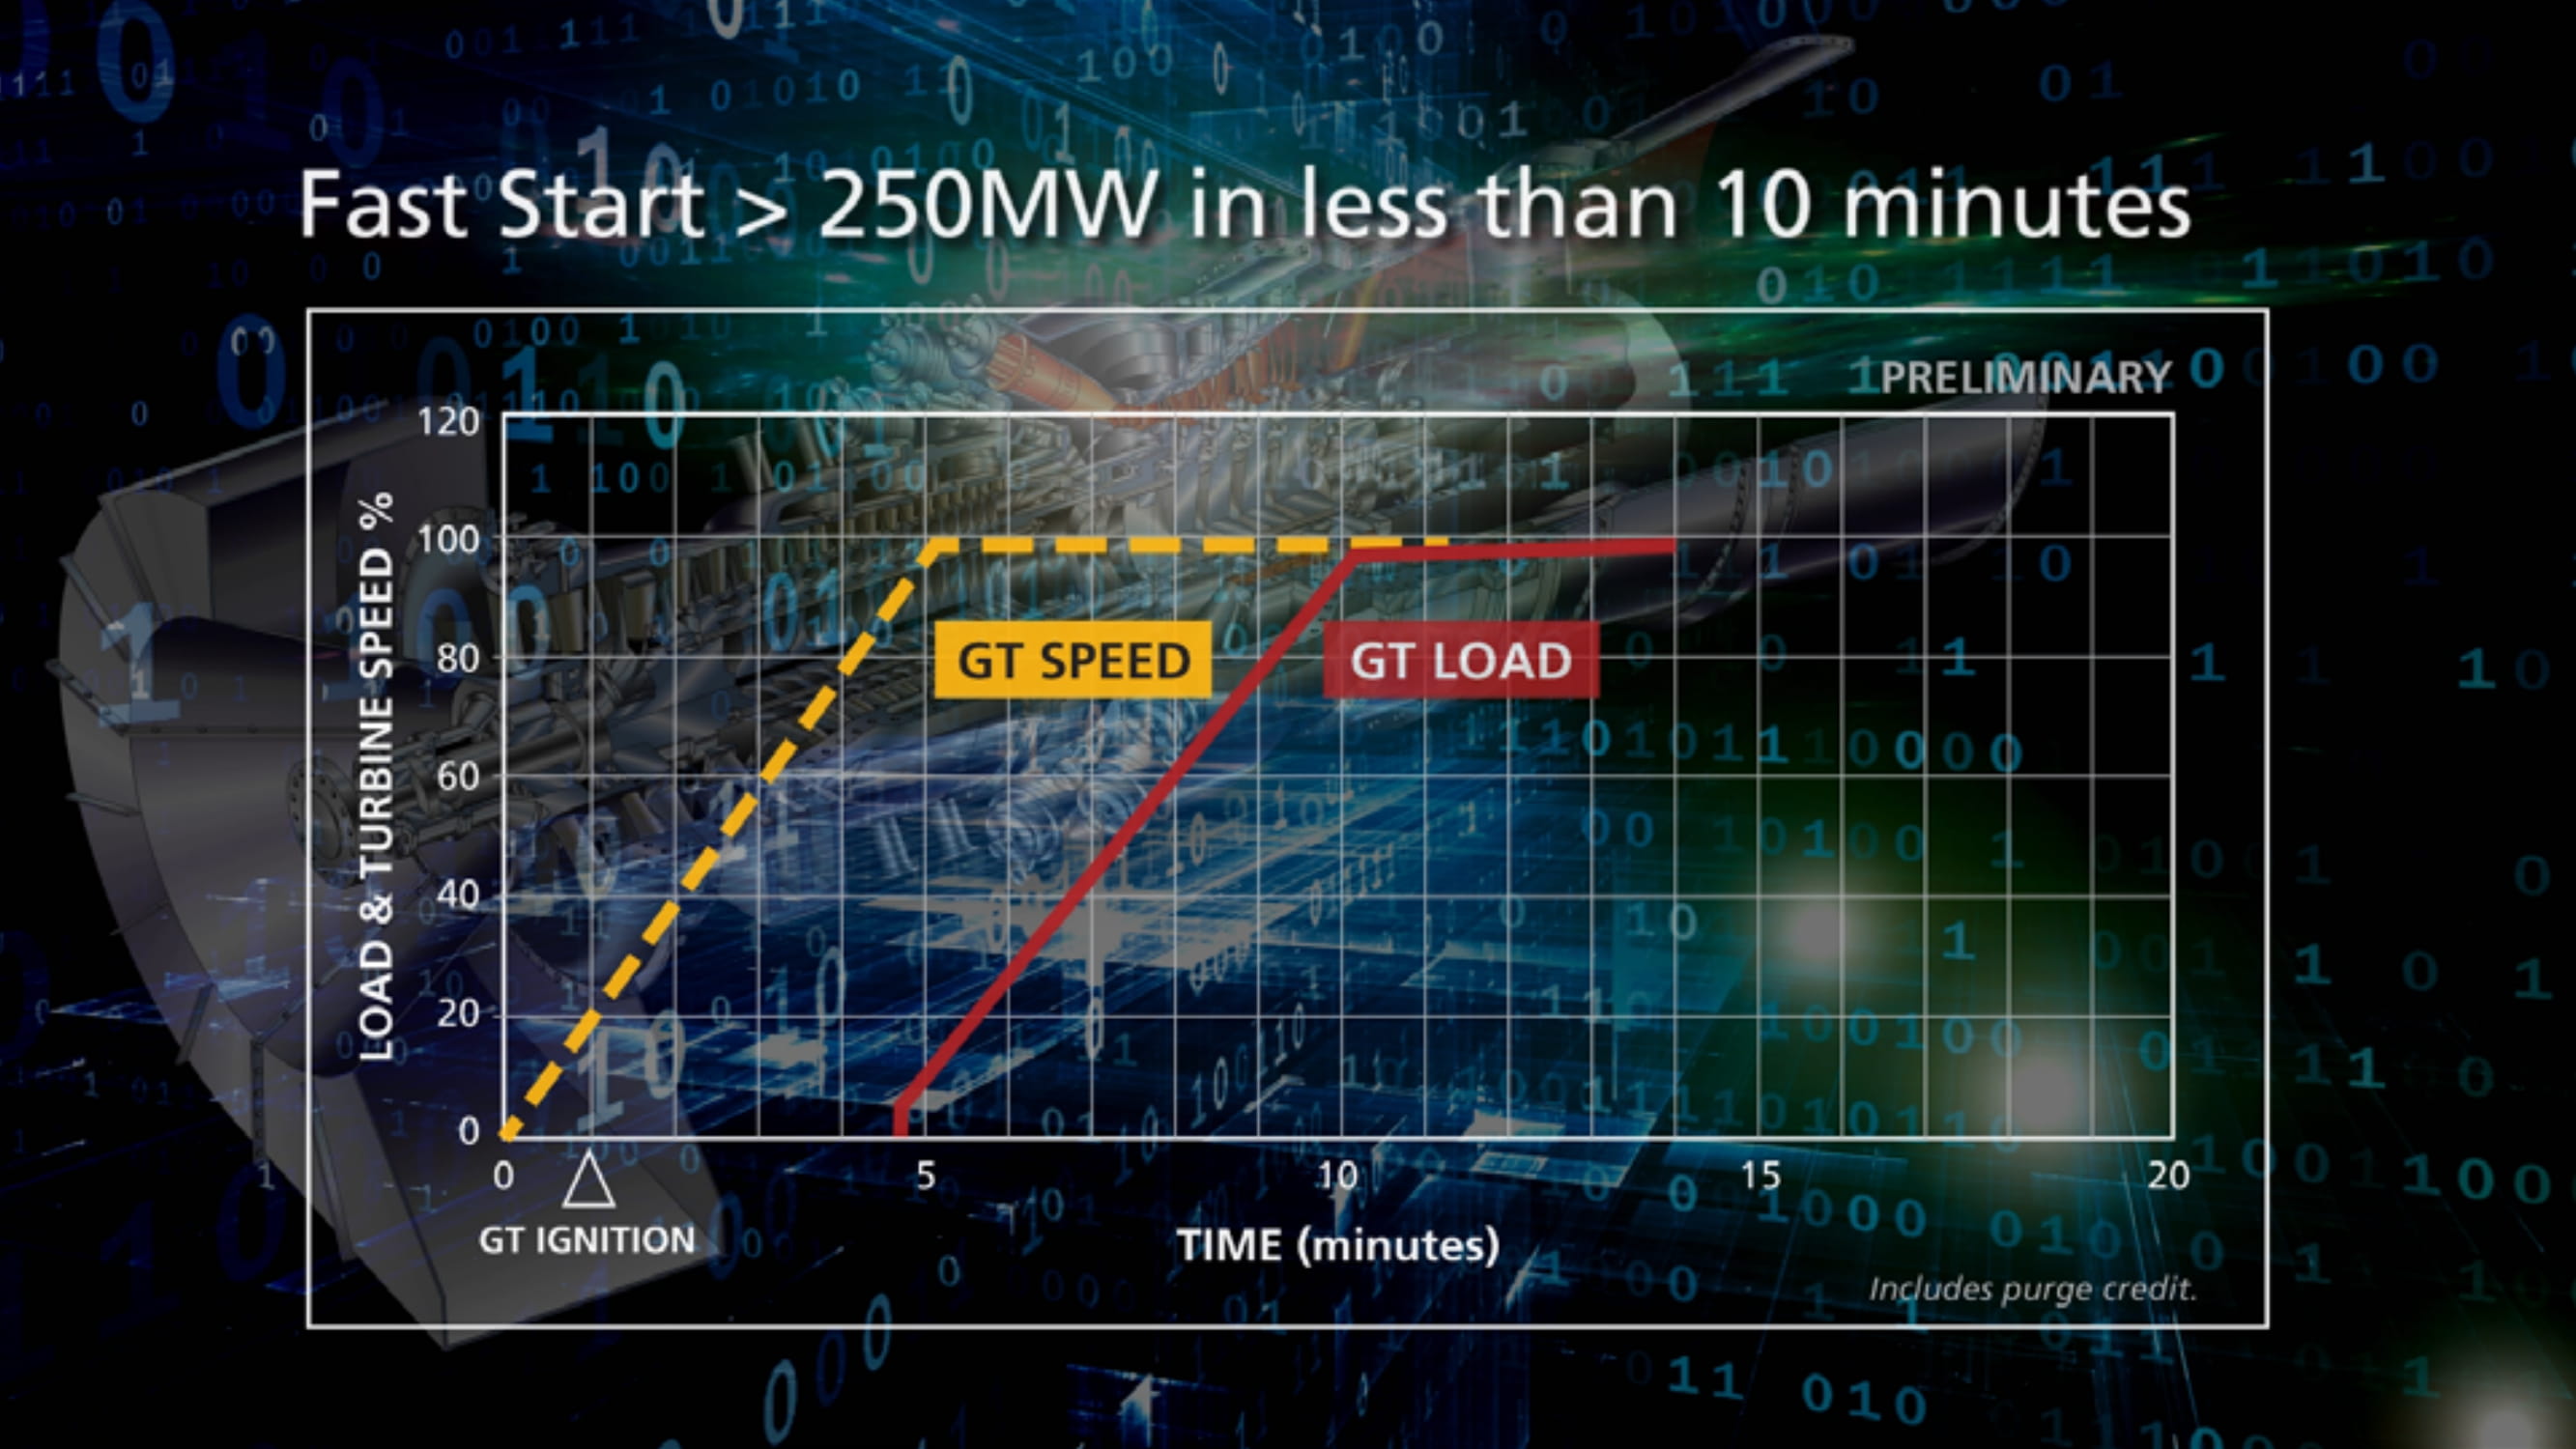 Fast Start > 250MW in less than 10 minutes
PRELIMINARY
LOAD & TURBINE SPEED %
120
100
80
60
40
20
0
GT SPEED
GT LOAD
0
5
10
15
20
GT IGNITION
TIME (minutes)
Includes purge credit.